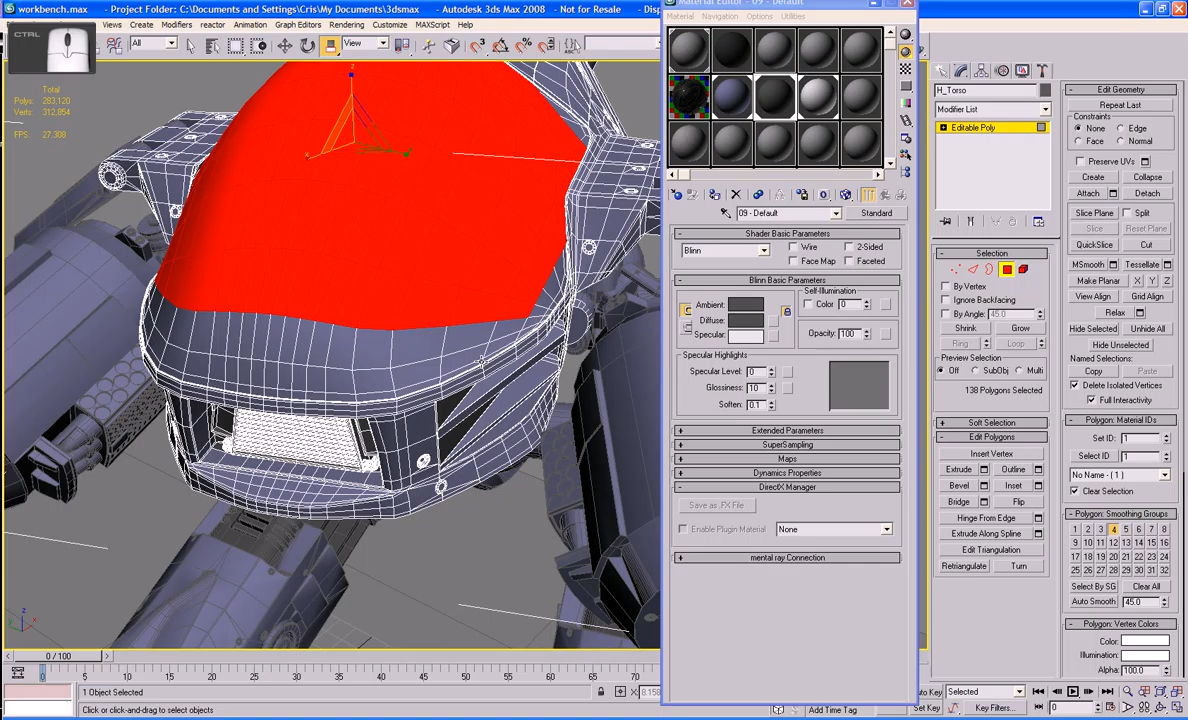 workbench.max - Project Folder: C:\Documents and Settings\Cris\My Documents\3dsmax - Autodesk 3ds Max 2008 - Not for Resale - Disp
Views Create Modifiers reactor Animation Graph Editors Rendering Customize MAXScript Help
CTRL
All
View
Total
Polys: 283,120
Verts: 312,854
FPS: 27.308
z
x
Material Editor - 09 - Default
Material Navigation Options Utilities
09 - Default
Standard
Shader Basic Parameters
Blinn
Wire
2-Sided
Face Map
Faceted
Blinn Basic Parameters
Self-Illumination
Ambient:
Color 0
Diffuse:
Specular:
Opacity: 100
Specular Highlights
Specular Level: 0
Glossiness: 10
Soften: 0.1
Extended Parameters
SuperSampling
Maps
Dynamics Properties
DirectX Manager
Save as .FX File
Enable Plugin Material
None
mental ray Connection
H_Torso
Modifier List
Editable Poly
Selection
By Vertex
Ignore Backfacing
By Angle: 45.0
Shrink Grow
Ring Loop
Preview Selection
Off SubObj Multi
138 Polygons Selected
Soft Selection
Edit Polygons
Insert Vertex
Extrude Outline
Bevel Inset
Bridge Flip
Hinge From Edge
Extrude Along Spline
Edit Triangulation
Retriangulate Turn
Edit Geometry
Repeat Last
Constraints
None Edge
Face Normal
Preserve UVs
Create Collapse
Attach Detach
Slice Plane Split
Slice Reset Plane
QuickSlice Cut
MSmooth Tessellate
Make Planar X Y Z
View Align Grid Align
Relax
Hide Selected Unhide All
Hide Unselected
Named Selections:
Copy Paste
Delete Isolated Vertices
Full Interactivity
Polygon: Material IDs
Set ID: 1
Select ID 1
No Name - ( 1 )
Clear Selection
Polygon: Smoothing Groups
1 2 3 4 5 6 7 8
9 10 11 12 13 14 15 16
17 18 19 20 21 22 23 24
25 26 27 28 29 30 31 32
Select By SG Clear All
Auto Smooth 45.0
Polygon: Vertex Colors
Color:
Illumination:
Alpha: 100.0
0 / 100
0 5 10 15 20 25 30 35 40 45 50 55 60 65 70
1 Object Selected
X: 8.158
Click or click-and-drag to select objects
Add Time Tag
Auto Key Selected
Set Key Key Filters...
0